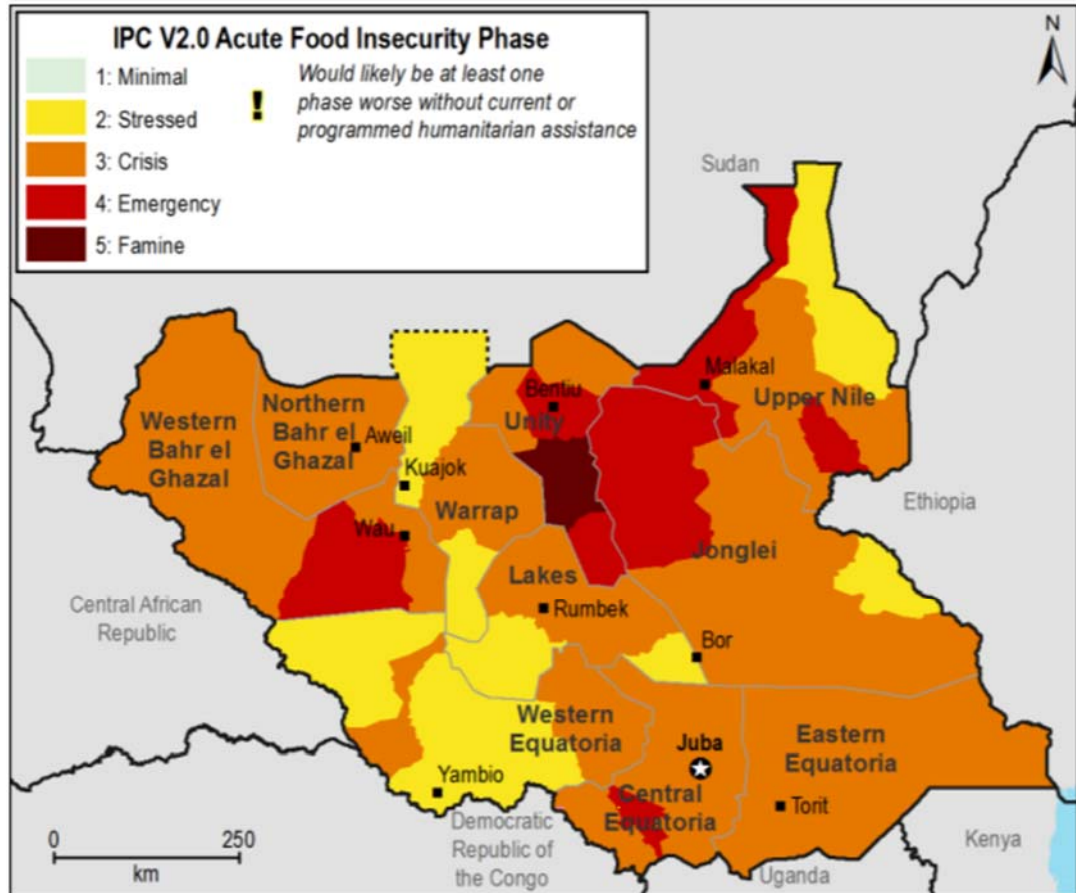 IPC V2.0 Acute Food Insecurity Phase
1: Minimal
2: Stressed
3: Crisis
4: Emergency
5: Famine
!
Would likely be at least one
phase worse without current or
programmed humanitarian assistance
N
Sudan
Malakal
Upper Nile
Bentiu
Unity
Northern
Bahr el
Ghazal
Aweil
Western
Bahr el
Ghazal
Kuajok
Warrap
Wau
Ethiopia
Jonglei
Lakes
Rumbek
Central African
Republic
Bor
Western
Equatoria
Juba
Eastern
Equatoria
Yambio
Central
Equatoria
Torit
Democratic
Republic of
the Congo
Uganda
Kenya
0 250
km